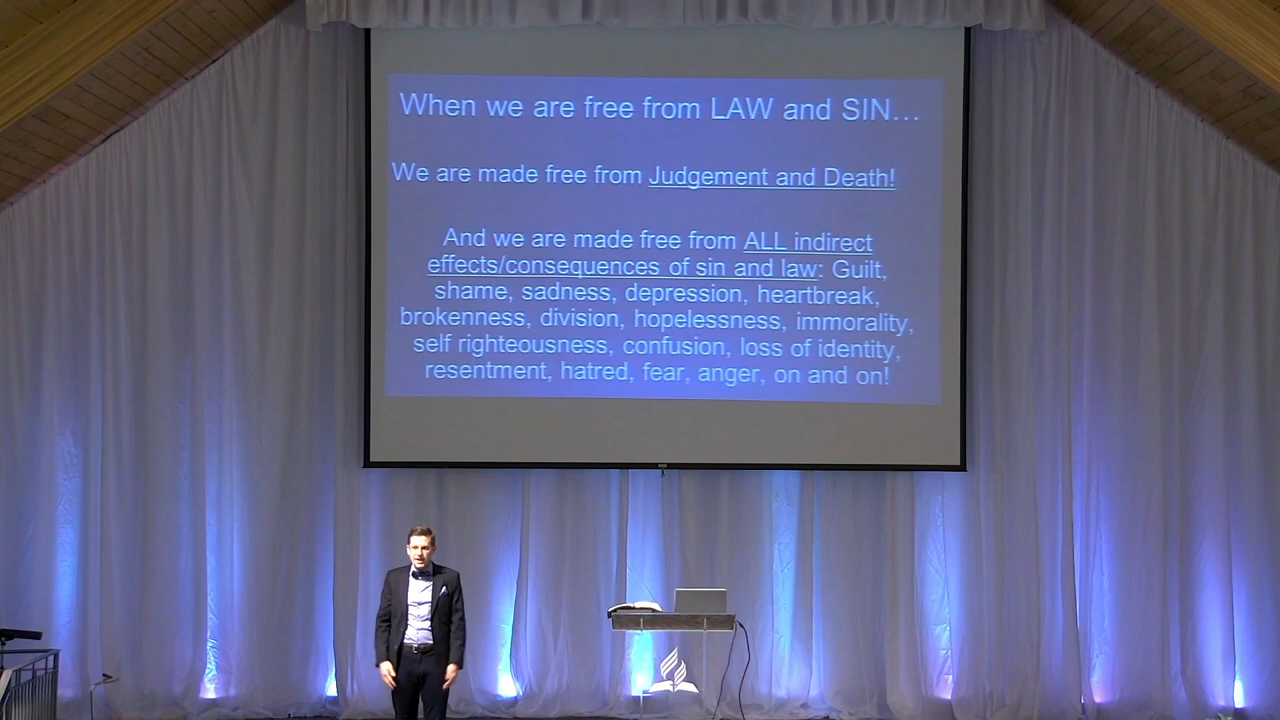 When we are free from LAW and SIN...
We are made free from Judgement and Death!
And we are made free from ALL indirect
effects/consequences of sin and law: Guilt,
shame, sadness, depression, heartbreak,
brokenness, division, hopelessness, immorality,
self righteousness, confusion, loss of identity,
resentment, hatred, fear, anger, on and on!